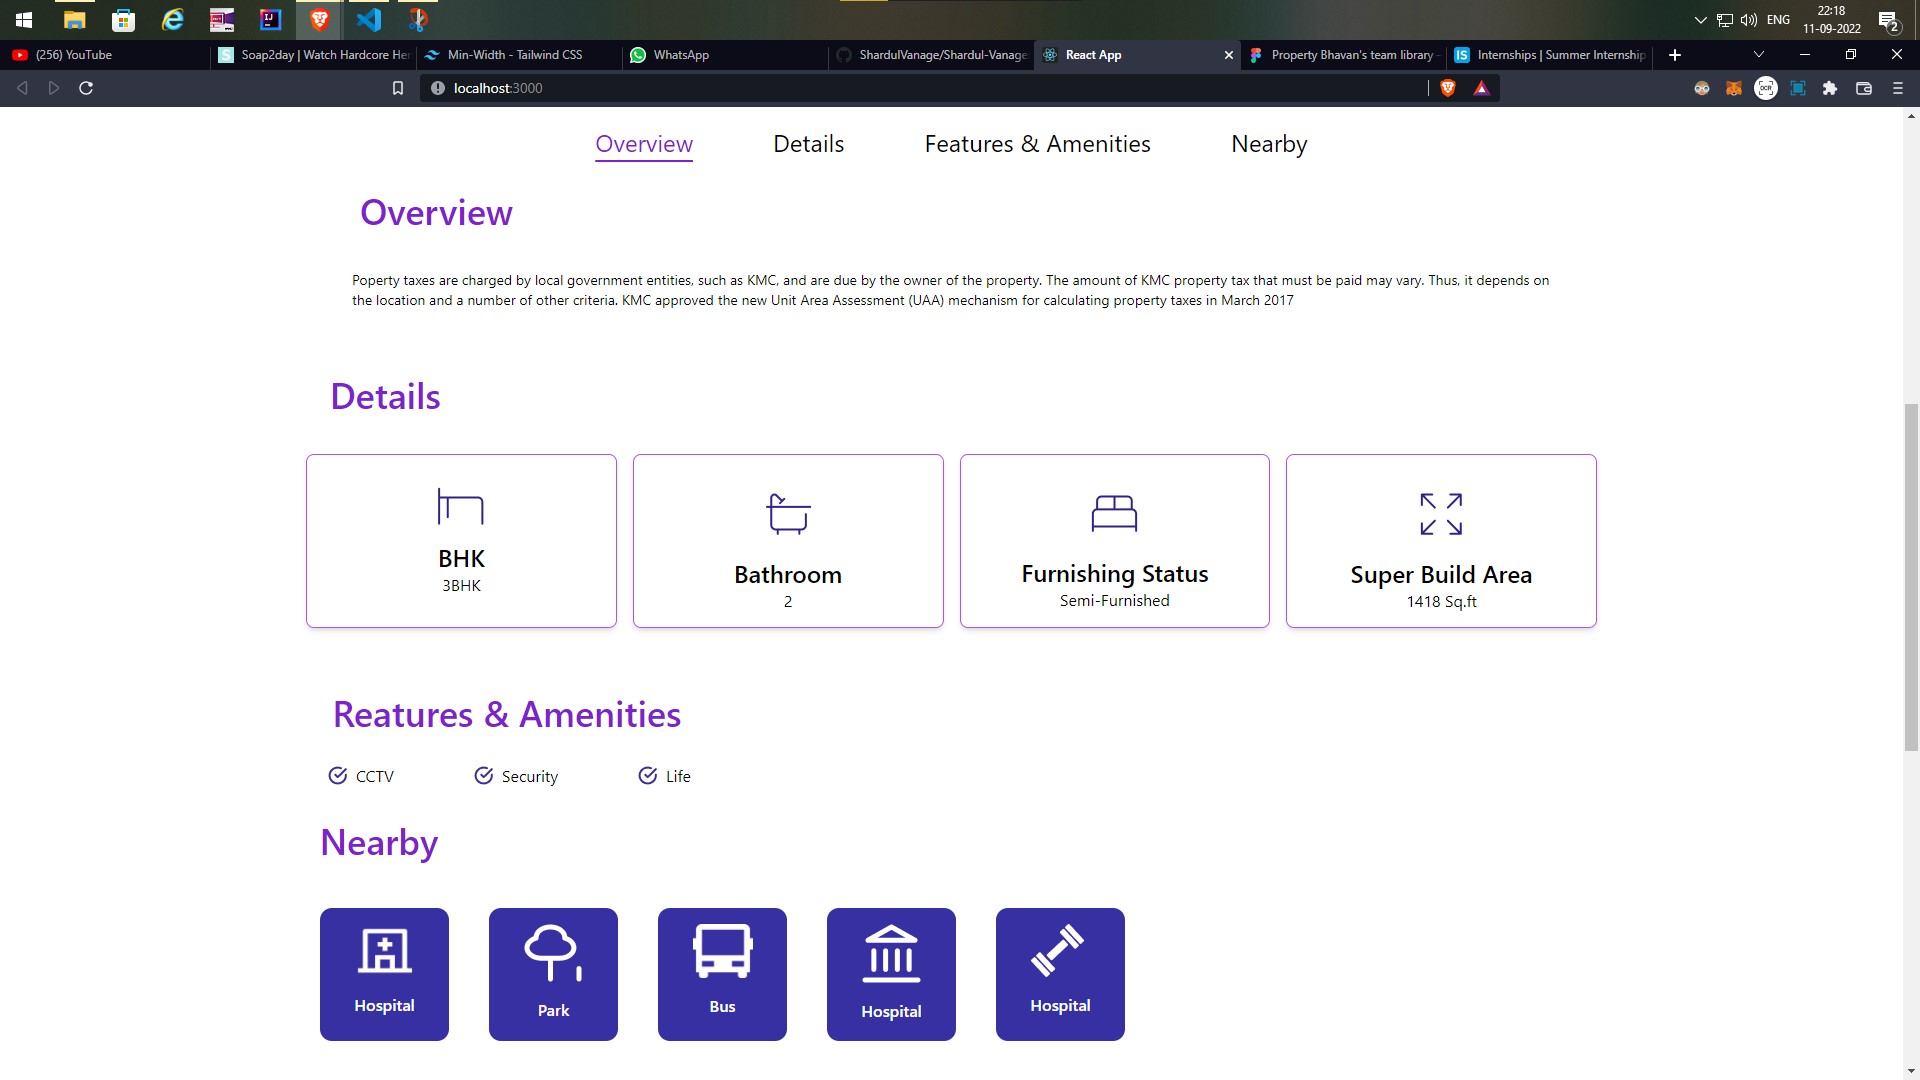 22:18
ENG
11-09-2022
2
(256) YouTube
Soap2day | Watch Hardcore He
Min-Width - Tailwind CSS
WhatsApp
ShardulVanage/Shardul-Vanage
React App
Property Bhavan's team library -
IS Internships | Summer Internship
localhost:3000
OCR
Overview Details Features & Amenities Nearby
Overview
Poperty taxes are charged by local government entities, such as KMC, and are due by the owner of the property. The amount of KMC property tax that must be paid may vary. Thus, it depends on
the location and a number of other criteria. KMC approved the new Unit Area Assessment (UAA) mechanism for calculating property taxes in March 2017
Details
BHK
3BHK
Bathroom
2
Furnishing Status
Semi-Furnished
Super Build Area
1418 Sq.ft
Reatures & Amenities
CCTV Security Life
Nearby
Hospital Park Bus Hospital Hospital